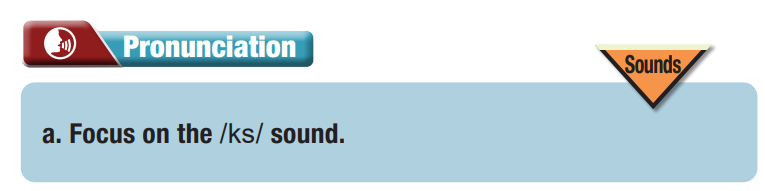 Pronunciation
Sounds
a. Focus on the /ks/ sound.